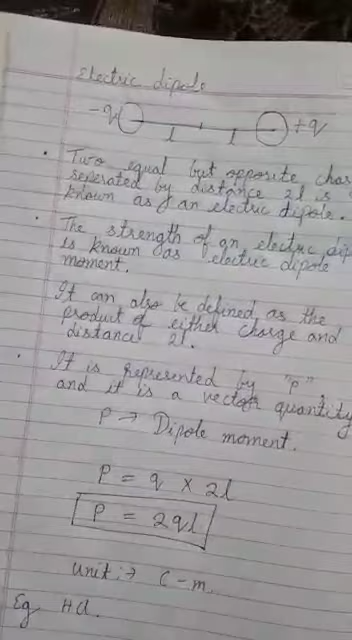 Electric dipole
-q +q
l l
• Two equal but opposite char
seperated by distance 2l is
known as an electric dipole.
• The strength of an electric dip
is known as electric dipole
moment.
It can also be defined as the
product of either charge and
distance 2l.
• It is represented by "P"
and it is a vector quantity
P → Dipole moment.
P = q × 2l
P = 2ql
unit :→ C-m.
Eg HCl.